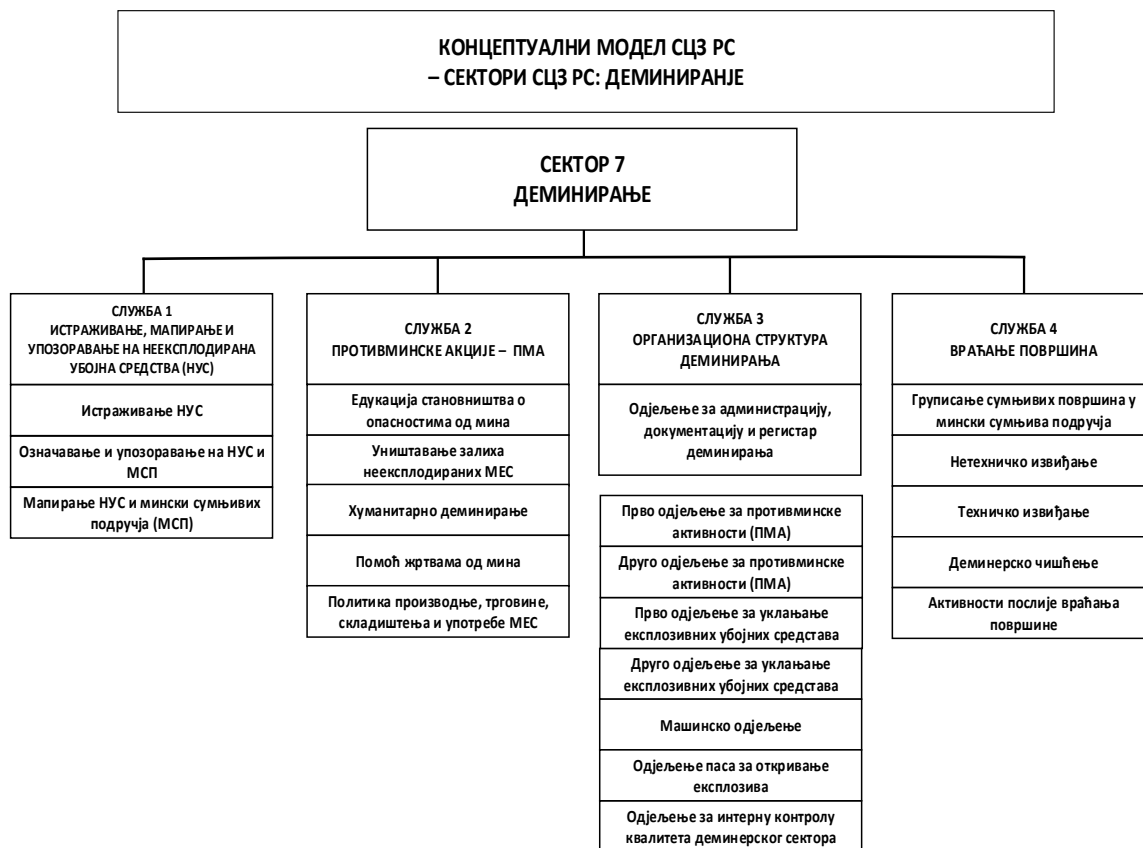 КОНЦЕПТУАЛНИ МОДЕЛ СЦЗ РС
– СЕКТОРИ СЦЗ РС: ДЕМИНИРАНЈЕ
СЕКТОР 7
ДЕМИНИРАЊЕ
СЛУЖБА 1
ИСТРАЖИВАЊЕ, МАПИРАЊЕ И
УПОЗОРАВАЊЕ НА НЕЕКСПЛОДИРАНА
УБОЈНА СРЕДСТВА (НУС)
Истраживање НУС
Означавање и упозоравање на НУС и
МСП
Мапирање НУС и мински сумњивих
подручја (МСП)
СЛУЖБА 2
ПРОТИВМИНСКЕ АКЦИЈЕ – ПМА
Едукација становништва о
опасностима од мина
Уништавање залиха
неексплодираних МЕС
Хуманитарно деминирање
Помоћ жртвама од мина
Политика производње, трговине,
складиштења и употребе МЕС
СЛУЖБА 3
ОРГАНИЗАЦИОНА СТРУКТУРА
ДЕМИНИРАЊА
Одјељење за администрацију,
документацију и регистар
деминирања
Прво одјељење за противминске
активности (ПМА)
Друго одјељење за противминске
активности (ПМА)
Прво одјељење за уклањање
експлозивних убојних средстава
Друго одјељење за уклањање
експлозивних убојних средстава
Машинско одјељење
Одјељење паса за откривање
експлозива
Одјељење за интерну контролу
квалитета деминерског сектора
СЛУЖБА 4
ВРАЋАЊЕ ПОВРШИНА
Груписање сумњивих површина у
мински сумњива подручја
Нетехничко извиђање
Техничко извиђање
Деминерско чишћење
Активности послије враћања
површине